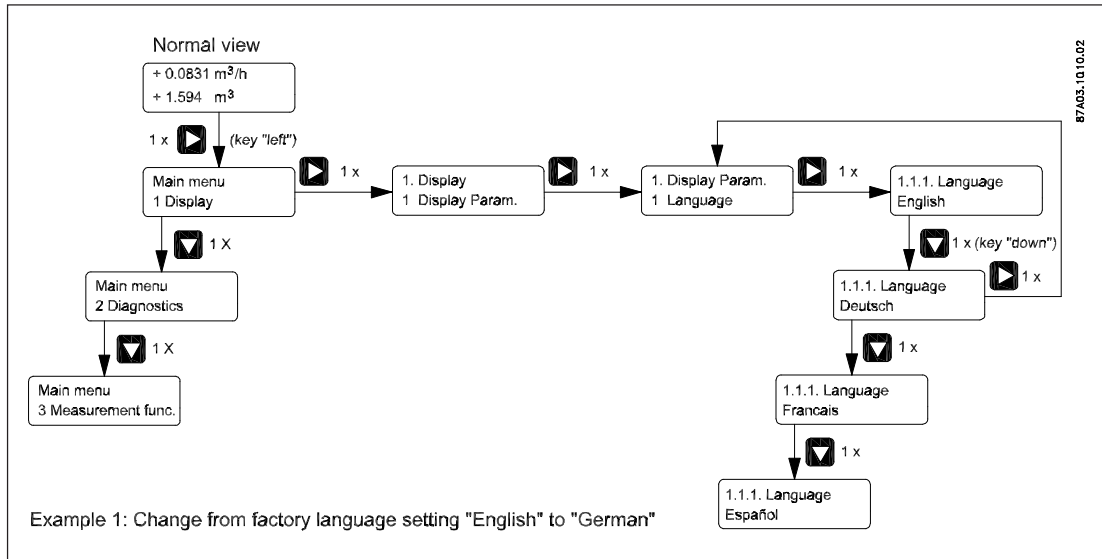 Normal view
+ 0.0831 m³/h
+ 1.594 m³
1 x (key "left")
Main menu
1 Display
1 x
1. Display
1 Display Param.
1 x
1. Display Param.
1 Language
1 x
1.1.1. Language
English
1 X
1 x (key "down")
Main menu
2 Diagnostics
1.1.1. Language
Deutsch
1 x
1 X
1 x
Main menu
3 Measurement func.
1.1.1. Language
Francais
1 x
1.1.1. Language
Español
Example 1: Change from factory language setting "English" to "German"
87A03.10.10.02